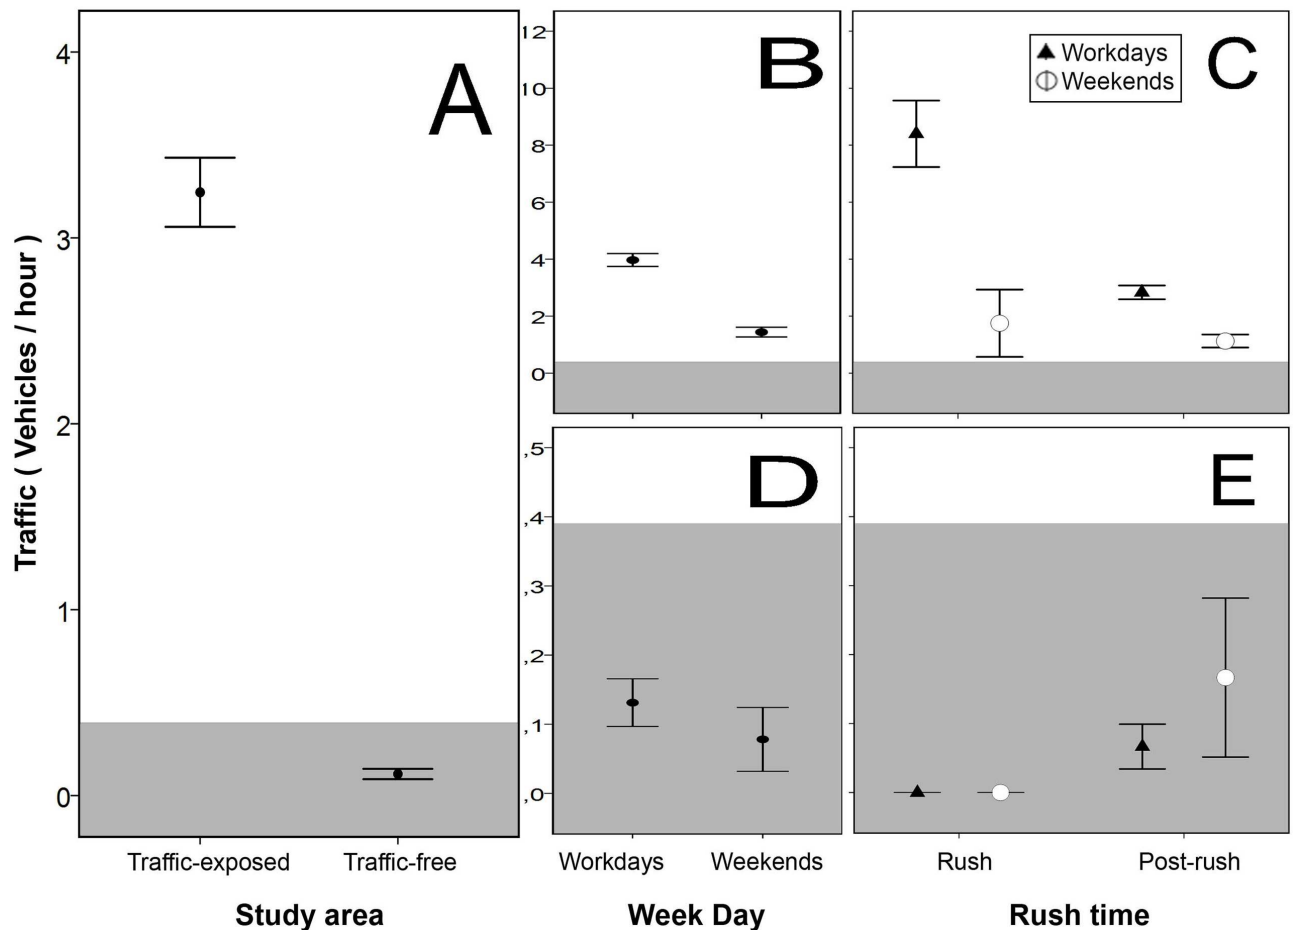 Traffic ( Vehicles / hour )
4
3
2
1
0
A
Traffic-exposed
Traffic-free
Study area
12
10
8
6
4
2
0
B
Workdays
Weekends
C
,5
,4
,3
,2
,1
,0
D
Workdays
Weekends
Week Day
E
Rush
Post-rush
Rush time